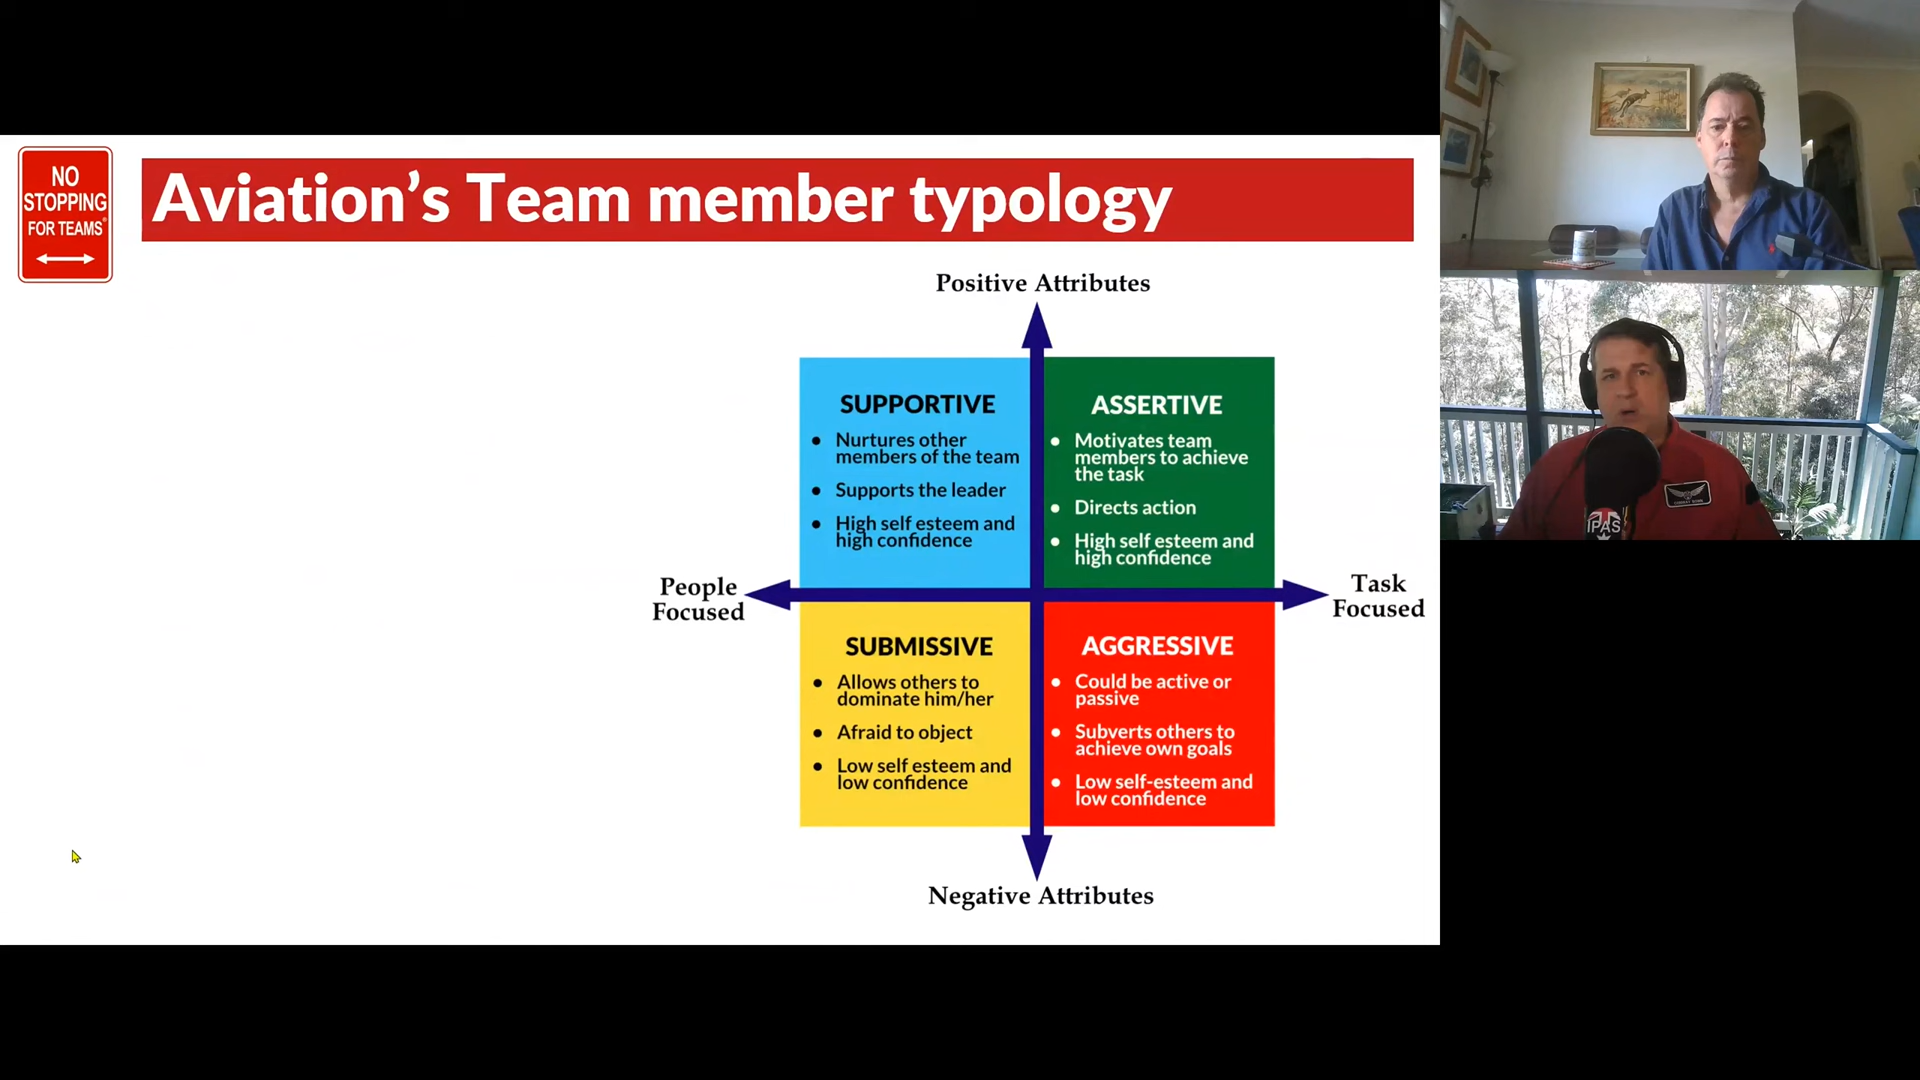 NO
STOPPING
FOR TEAMS®
Aviation's Team member typology
Positive Attributes
SUPPORTIVE
• Nurtures other
members of the team
• Supports the leader
• High self esteem and
high confidence
ASSERTIVE
• Motivates team
members to achieve
the task
• Directs action
• High self esteem and
high confidence
People
Focused
Task
Focused
SUBMISSIVE
• Allows others to
dominate him/her
• Afraid to object
• Low self esteem and
low confidence
AGGRESSIVE
• Could be active or
passive
• Subverts others to
achieve own goals
• Low self-esteem and
low confidence
Negative Attributes
IPAS